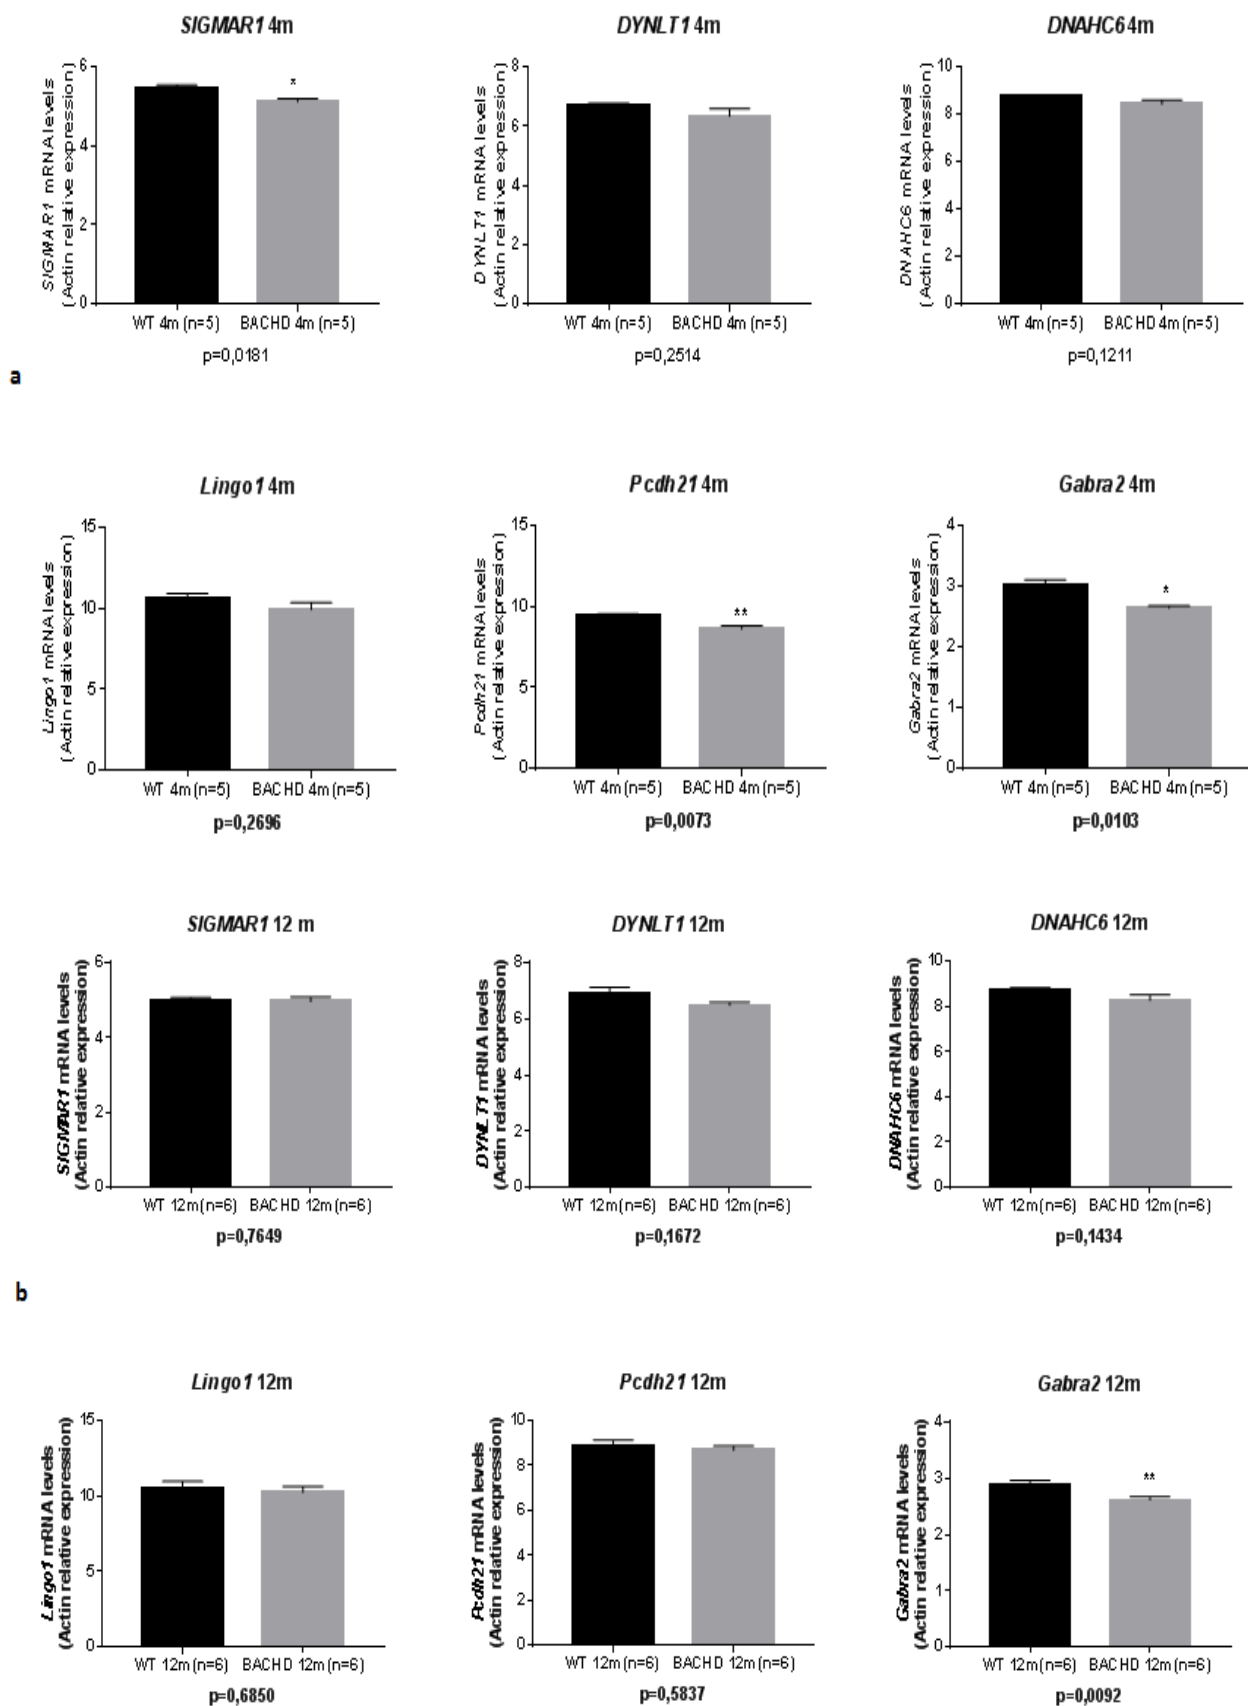 SIGMAR1 4m
SIGMAR1 mRNA levels
(Actin relative expression)
6
4
2
0
*
WT 4m (n=5) BACHD 4m (n=5)
p=0,0181
DYNLT1 4m
DYNLT1 mRNA levels
(Actin relative expression)
8
6
4
2
0
WT 4m (n=5) BACHD 4m (n=5)
p=0,2514
DNAHC6 4m
DNAHC6 mRNA levels
(Actin relative expression)
10
8
6
4
2
0
WT 4m (n=5) BACHD 4m (n=5)
p=0,1211
a
Lingo1 4m
Lingo1 mRNA levels
(Actin relative expression)
15
10
5
0
WT 4m (n=5) BACHD 4m (n=5)
p=0,2696
Pcdh21 4m
Pcdh21 mRNA levels
(Actin relative expression)
15
10
5
0
**
WT 4m (n=5) BACHD 4m (n=5)
p=0,0073
Gabra2 4m
Gabra2 mRNA levels
(Actin relative expression)
4
3
2
1
0
*
WT 4m (n=5) BACHD 4m (n=5)
p=0,0103
SIGMAR1 12 m
SIGMAR1 mRNA levels
(Actin relative expression)
6
4
2
0
WT 12m (n=6) BACHD 12m (n=6)
p=0,7649
DYNLT1 12m
DYNLT1 mRNA levels
(Actin relative expression)
8
6
4
2
0
WT 12m (n=6) BACHD 12m (n=6)
p=0,1672
DNAHC6 12m
DNAHC6 mRNA levels
(Actin relative expression)
10
8
6
4
2
0
WT 12m (n=6) BACHD 12m (n=6)
p=0,1434
b
Lingo1 12m
Lingo1 mRNA levels
(Actin relative expression)
15
10
5
0
WT 12m (n=6) BACHD 12m (n=6)
p=0,6850
Pcdh21 12m
Pcdh21 mRNA levels
(Actin relative expression)
10
8
6
4
2
0
WT 12m (n=6) BACHD 12m (n=6)
p=0,5837
Gabra2 12m
Gabra2 mRNA levels
(Actin relative expression)
4
3
2
1
0
**
WT 12m (n=6) BACHD 12m (n=6)
p=0,0092